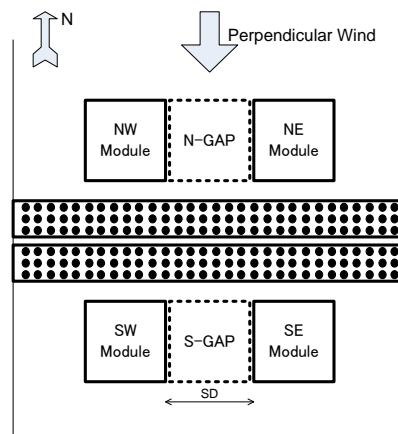 N
Perpendicular Wind
NW
Module
N-GAP
NE
Module
SW
Module
S-GAP
SE
Module
SD